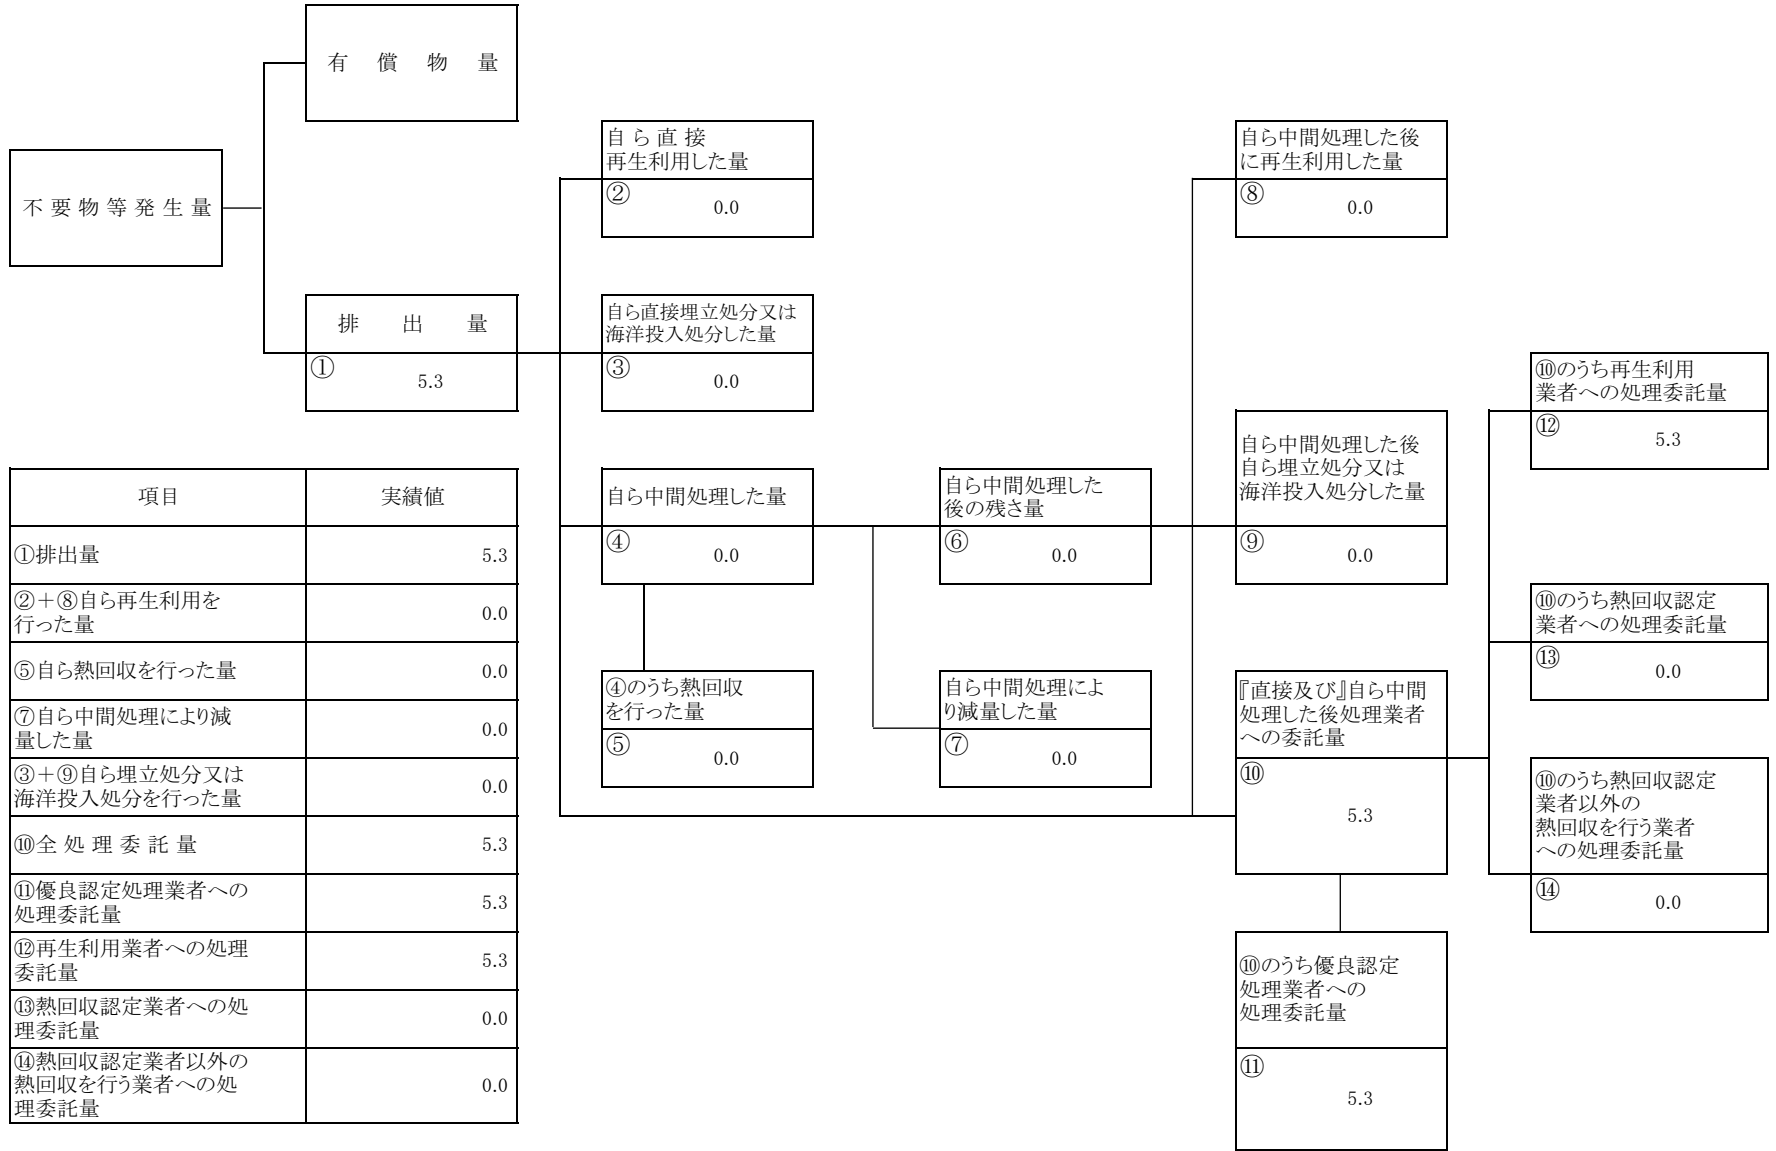 有償物量
自ら直接
再生利用した量
②
0.0
自ら中間処理した後
に再生利用した量
⑧
0.0
不要物等発生量
排出量
①
5.3
自ら直接埋立処分又は
海洋投入処分した量
③
0.0
⑩のうち再生利用
業者への処理委託量
⑫
5.3
自ら中間処理した量
④
0.0
自ら中間処理した
後の残さ量
⑥
0.0
自ら中間処理した後
自ら埋立処分又は
海洋投入処分した量
⑨
0.0
⑩のうち熱回収認定
業者への処理委託量
⑬
0.0
④のうち熱回収
を行った量
⑤
0.0
自ら中間処理によ
り減量した量
⑦
0.0
『直接及び』自ら中間
処理した後処理業者
への委託量
⑩
5.3
⑩のうち熱回収認定
業者以外の
熱回収を行う業者
への処理委託量
⑭
0.0
⑩のうち優良認定
処理業者への
処理委託量
⑪
5.3
項目 実績値
①排出量 5.3
②＋⑧自ら再生利用を
行った量 0.0
⑤自ら熱回収を行った量 0.0
⑦自ら中間処理により減
量した量 0.0
③＋⑨自ら埋立処分又は
海洋投入処分を行った量 0.0
⑩全処理委託量 5.3
⑪優良認定処理業者への
処理委託量 5.3
⑫再生利用業者への処理
委託量 5.3
⑬熱回収認定業者への処
理委託量 0.0
⑭熱回収認定業者以外の
熱回収を行う業者への処
理委託量 0.0